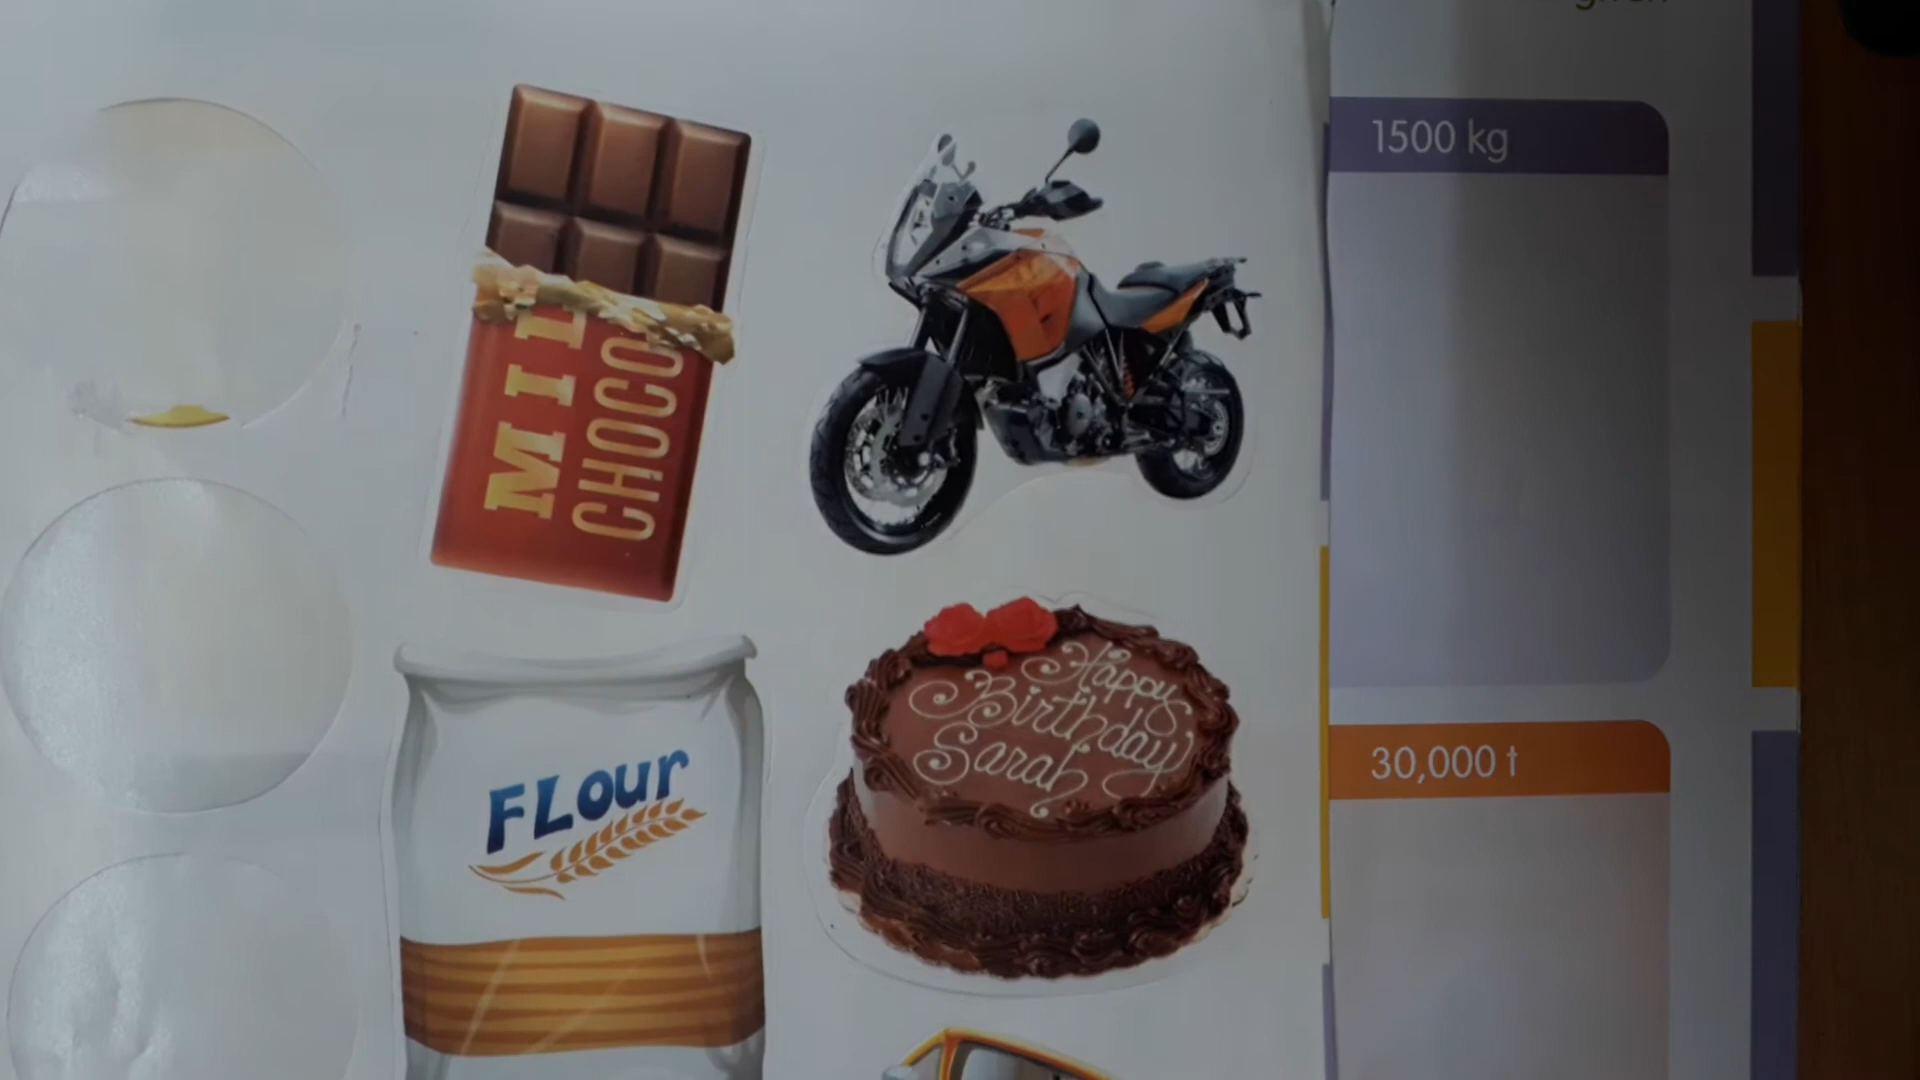 MIL
CHOCO
1500 kg
FLour
Happy
Birthday
Sarah
30,000 t